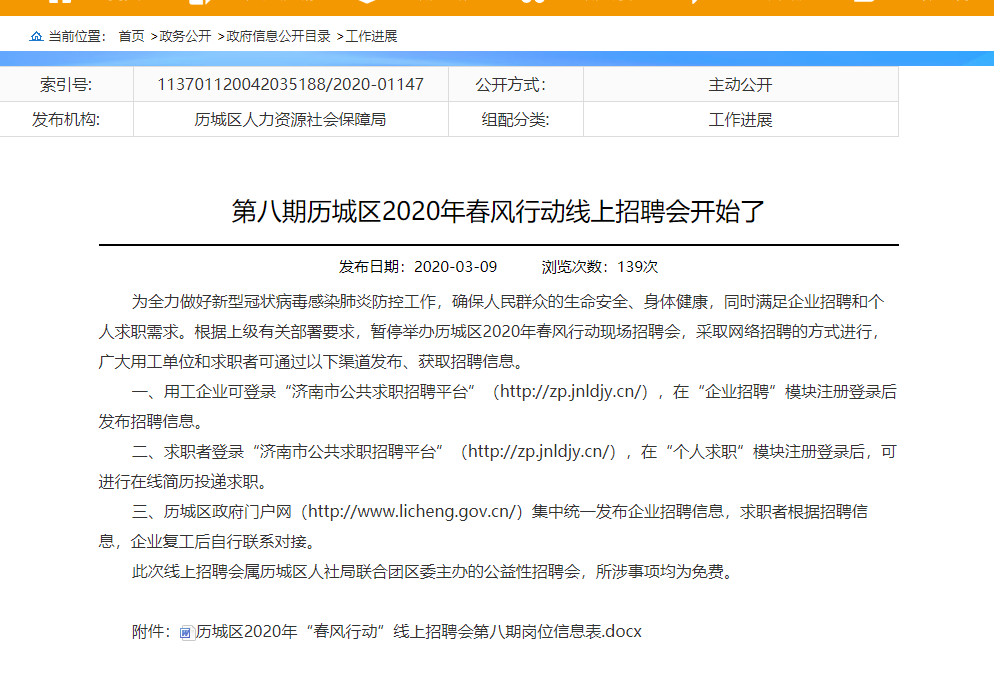 当前位置： 首页 >政务公开 >政府信息公开目录 >工作进展
索引号: 113701120042035188/2020-01147 公开方式: 主动公开
发布机构: 历城区人力资源社会保障局 组配分类: 工作进展
第八期历城区2020年春风行动线上招聘会开始了
发布日期：2020-03-09 浏览次数：139次
为全力做好新型冠状病毒感染肺炎防控工作，确保人民群众的生命安全、身体健康，同时满足企业招聘和个
人求职需求。根据上级有关部署要求，暂停举办历城区2020年春风行动现场招聘会，采取网络招聘的方式进行，
广大用工单位和求职者可通过以下渠道发布、获取招聘信息。
一、用工企业可登录“济南市公共求职招聘平台”（http://zp.jnldjy.cn/），在“企业招聘”模块注册登录后
发布招聘信息。
二、求职者登录“济南市公共求职招聘平台”（http://zp.jnldjy.cn/），在“个人求职”模块注册登录后，可
进行在线简历投递求职。
三、历城区政府门户网（http://www.licheng.gov.cn/）集中统一发布企业招聘信息，求职者根据招聘信
息，企业复工后自行联系对接。
此次线上招聘会属历城区人社局联合团区委主办的公益性招聘会，所涉事项均为免费。
附件：历城区2020年“春风行动”线上招聘会第八期岗位信息表.docx